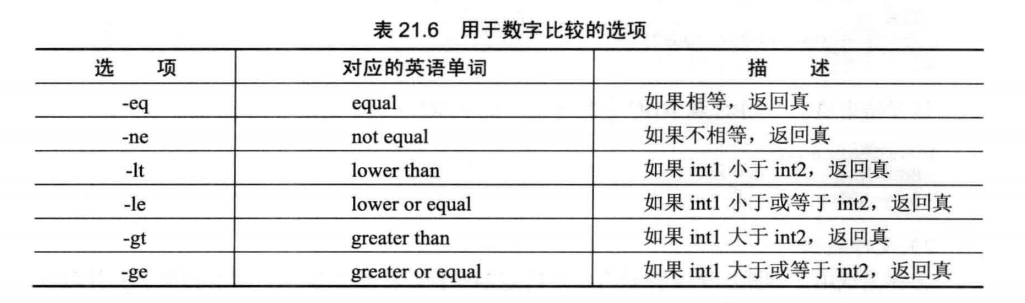 表 21.6 用于数字比较的选项
选 项 对应的英语单词 描 述
-eq equal 如果相等，返回真
-ne not equal 如果不相等，返回真
-lt lower than 如果 int1 小于 int2，返回真
-le lower or equal 如果 int1 小于或等于 int2，返回真
-gt greater than 如果 int1 大于 int2，返回真
-ge greater or equal 如果 int1 大于或等于 int2，返回真